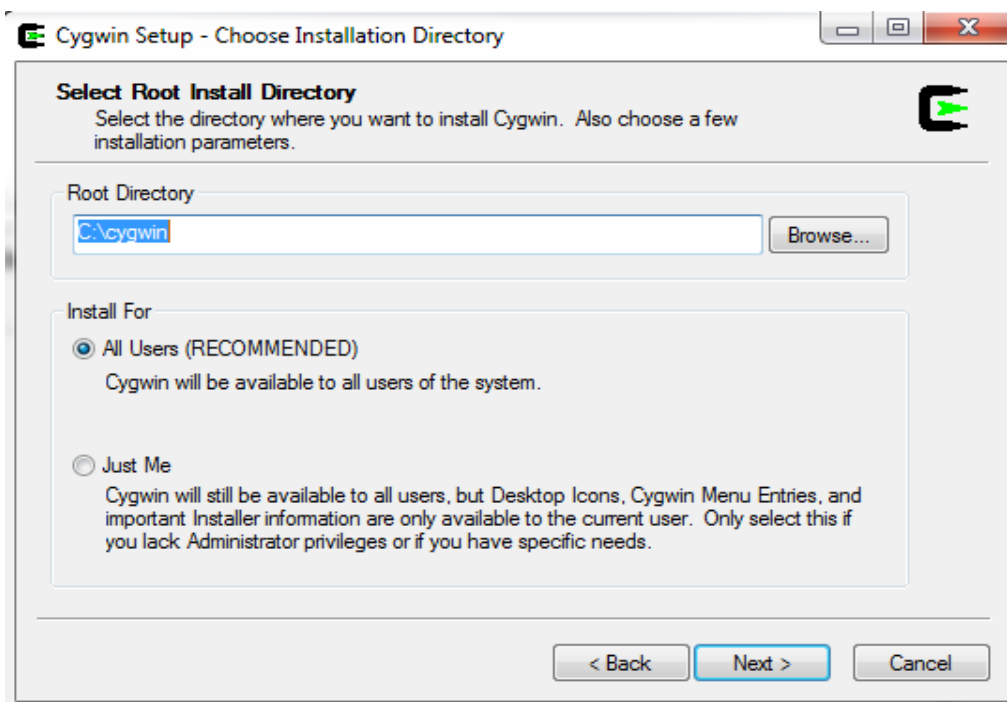 Cygwin Setup - Choose Installation Directory
Select Root Install Directory
Select the directory where you want to install Cygwin. Also choose a few
installation parameters.
Root Directory
C:\cygwin
Browse...
Install For
All Users (RECOMMENDED)
Cygwin will be available to all users of the system.
Just Me
Cygwin will still be available to all users, but Desktop Icons, Cygwin Menu Entries, and
important Installer information are only available to the current user. Only select this if
you lack Administrator privileges or if you have specific needs.
< Back
Next >
Cancel